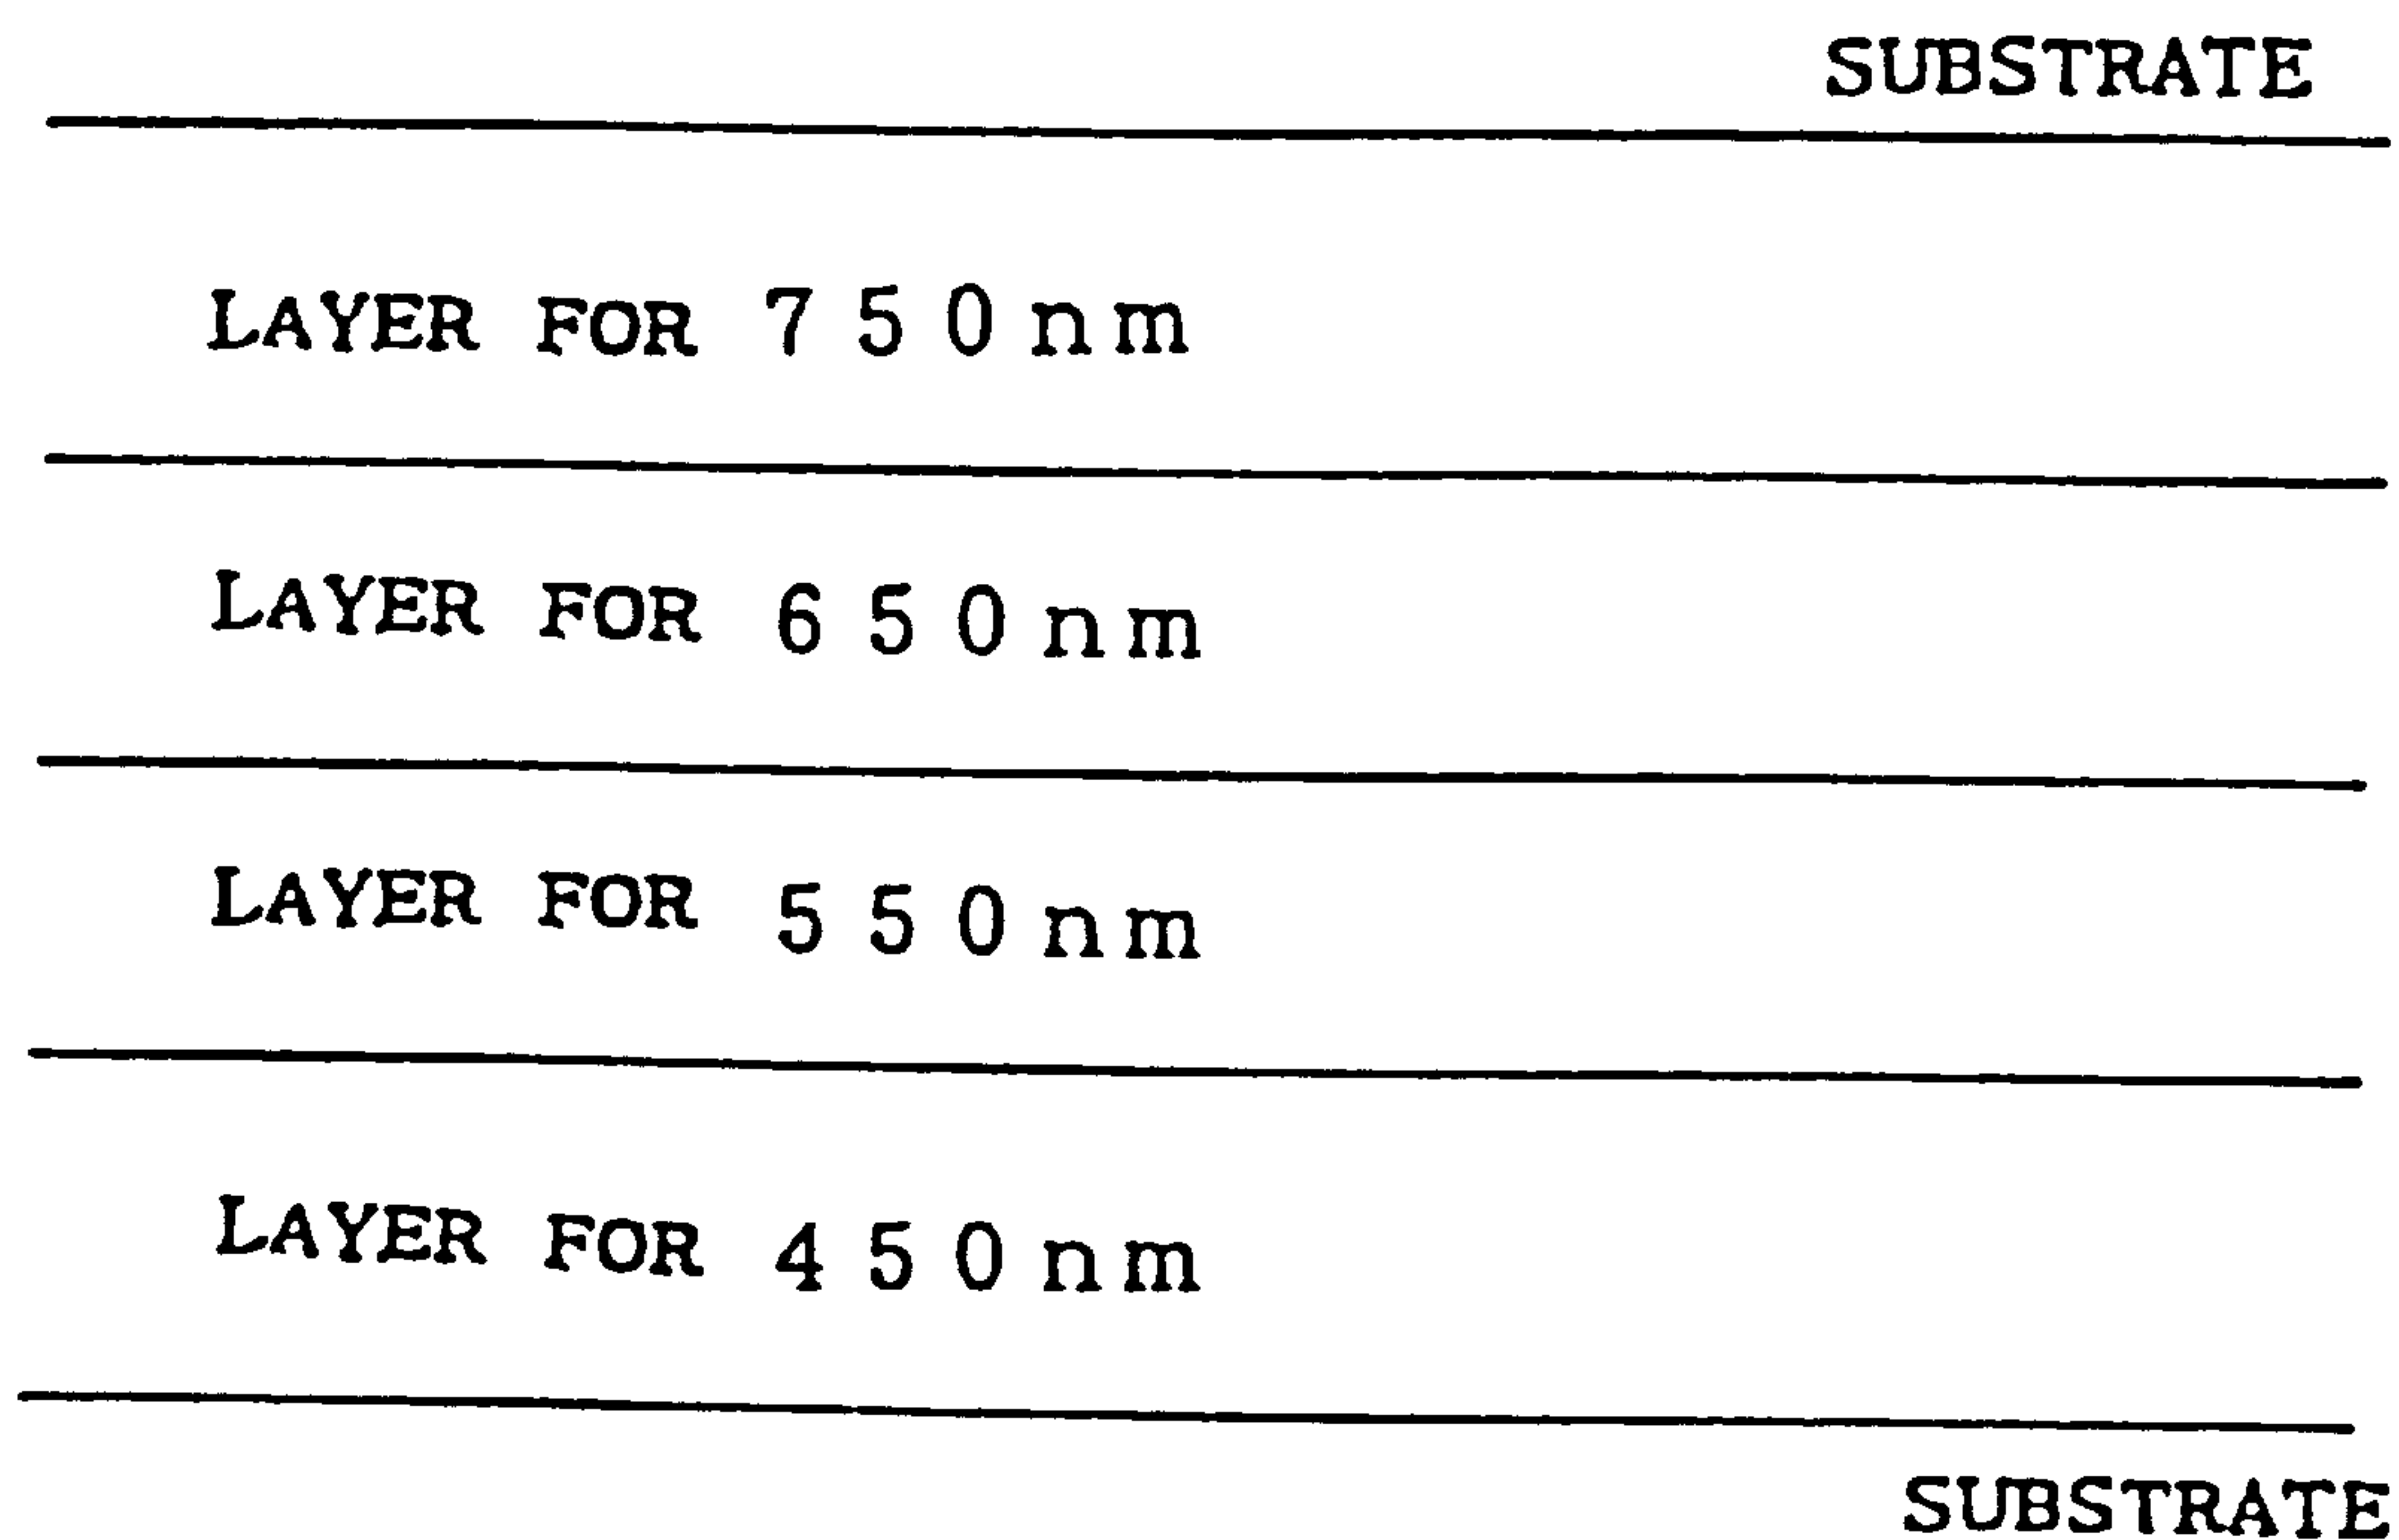 SUBSTRATE
LAYER FOR 750nm
LAYER FOR 650nm
LAYER FOR 550nm
LAYER FOR 450nm
SUBSTRATE